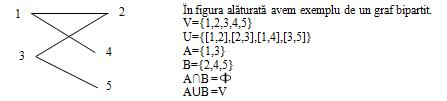 1
2
3
4
5
În figura alăturată avem exemplu de un graf bipartit.
V={1,2,3,4,5}
U={[1,2],[2,3],[1,4],[3,5]}
A={1,3}
B={2,4,5}
A∩B=Φ
AUB=V